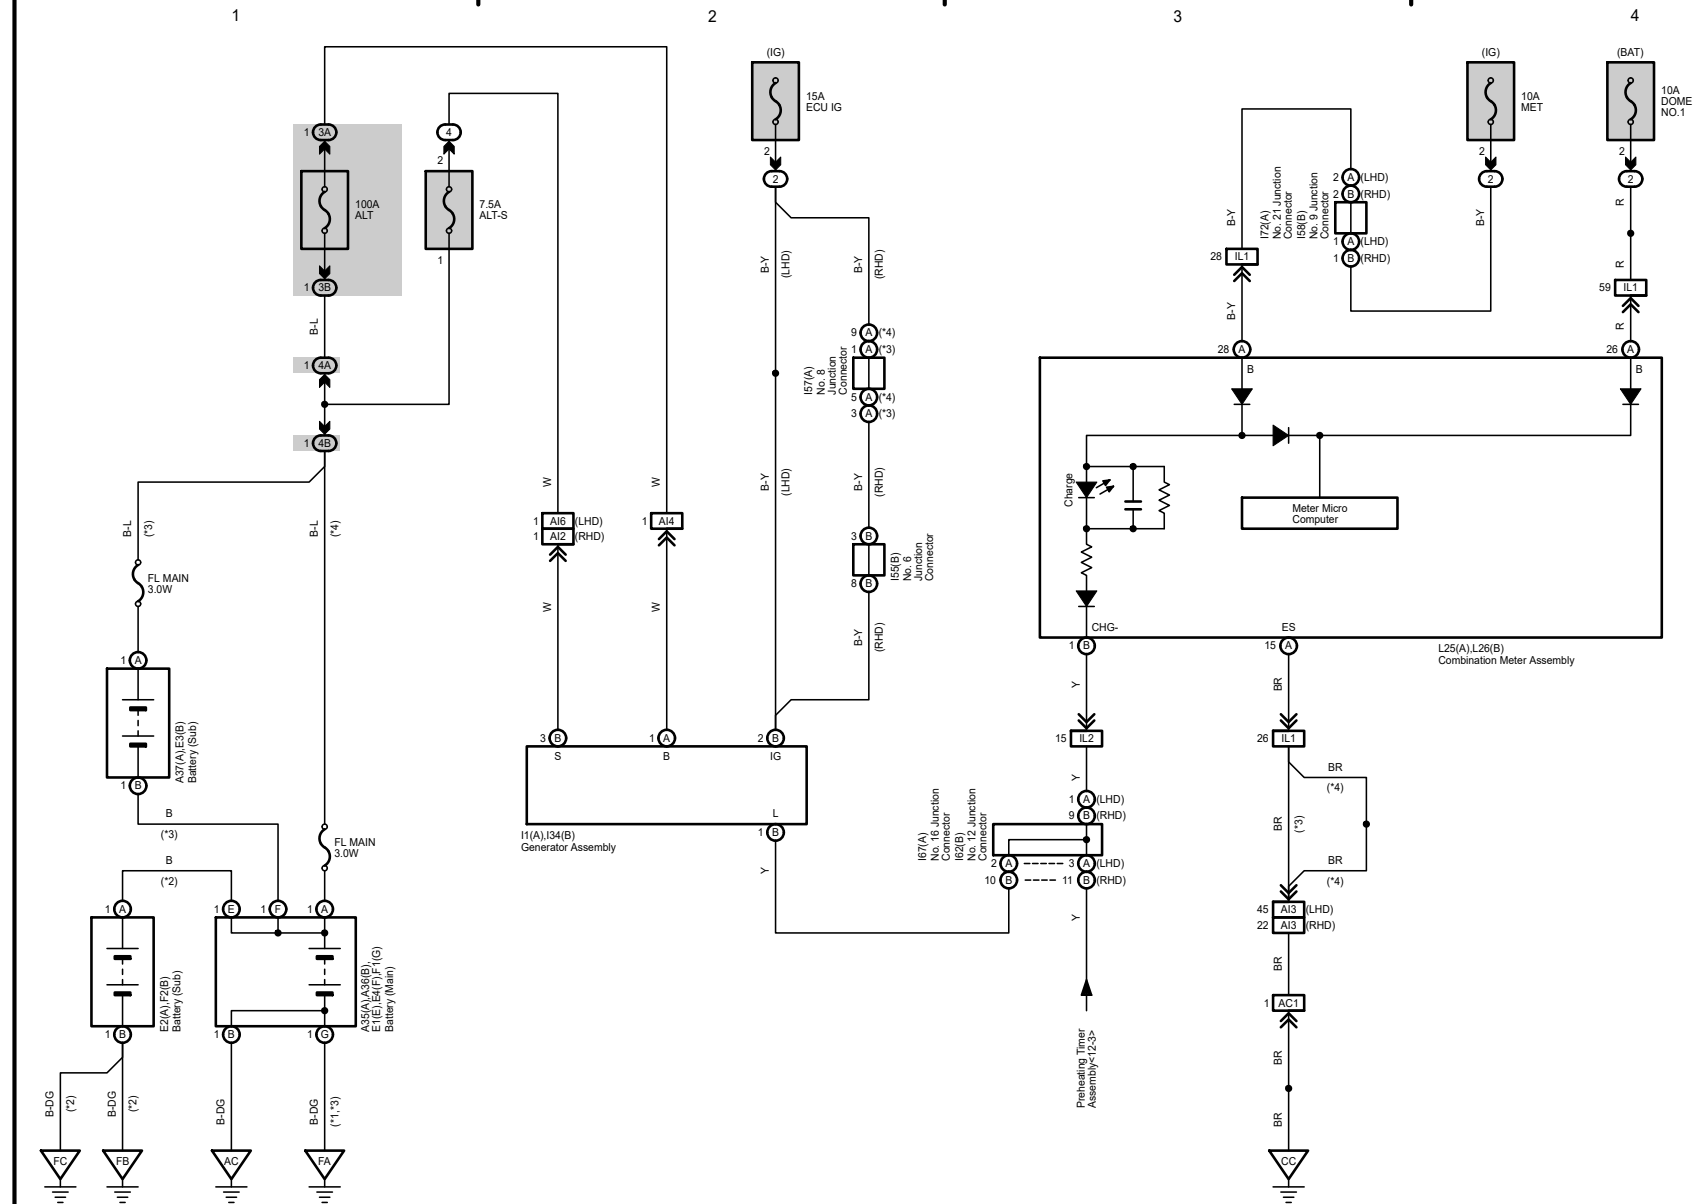 1
2
3
4
(IG)
15A
ECU IG
(IG)
10A
MET
(BAT)
10A
DOME
NO.1
1 3A
4
2
100A
ALT
7.5A
ALT-S
1
1 3B
B-L
1 4A
1 4B
2
2
B-Y
(LHD)
B-Y
(RHD)
9 A (*4)
1 A (*3)
I57(A)
No. 8
Junction
Connector
5 A (*4)
3 A (*3)
B-Y
(LHD)
B-Y
(RHD)
3 B
I55(B)
No. 6
Junction
Connector
8 B
B-Y
(RHD)
B-Y
28 IL1
B-Y
I72(A)
No. 21 Junction
Connector
I58(B)
No. 9 Junction
Connector
2 A (LHD)
2 B (RHD)
1 A (LHD)
1 B (RHD)
2
2
B-Y
2
2
R
R
59 IL1
R
28 A
B
26 A
B
Charge
Meter Micro
Computer
CHG-
ES
1 B
15 A
L25(A),L26(B)
Combination Meter Assembly
B-L
(*3)
B-L
(*4)
FL MAIN
3.0W
1 A
A37(A),E3(B)
Battery (Sub)
1 B
B
(*3)
B
(*2)
FL MAIN
3.0W
W
W
1 AI6 (LHD)
1 AI2 (RHD)
1 AI4
W
W
3 B
S
1 A
B
2 B
IG
L
I1(A),I34(B)
Generator Assembly
1 B
Y
1 A
1 E
1 F
1 A
E2(A),F2(B)
Battery (Sub)
A35(A),A36(B),
E1(E),E4(F),F1(G)
Battery (Main)
1 B
1 B
1 G
B-DG
(*2)
B-DG
(*2)
B-DG
B-DG
(*1,*3)
FC
FB
AC
FA
Y
15 IL2
Y
1 A (LHD)
9 B (RHD)
I67(A)
No. 16 Junction
Connector
I62(B)
No. 12 Junction
Connector
2 A 3 A (LHD)
10 B 11 B (RHD)
Y
Preheating Timer
Assembly<12-3>
BR
26 IL1
BR
(*4)
BR
(*3)
BR
(*4)
45 AI3 (LHD)
22 AI3 (RHD)
BR
1 AC1
BR
BR
CC